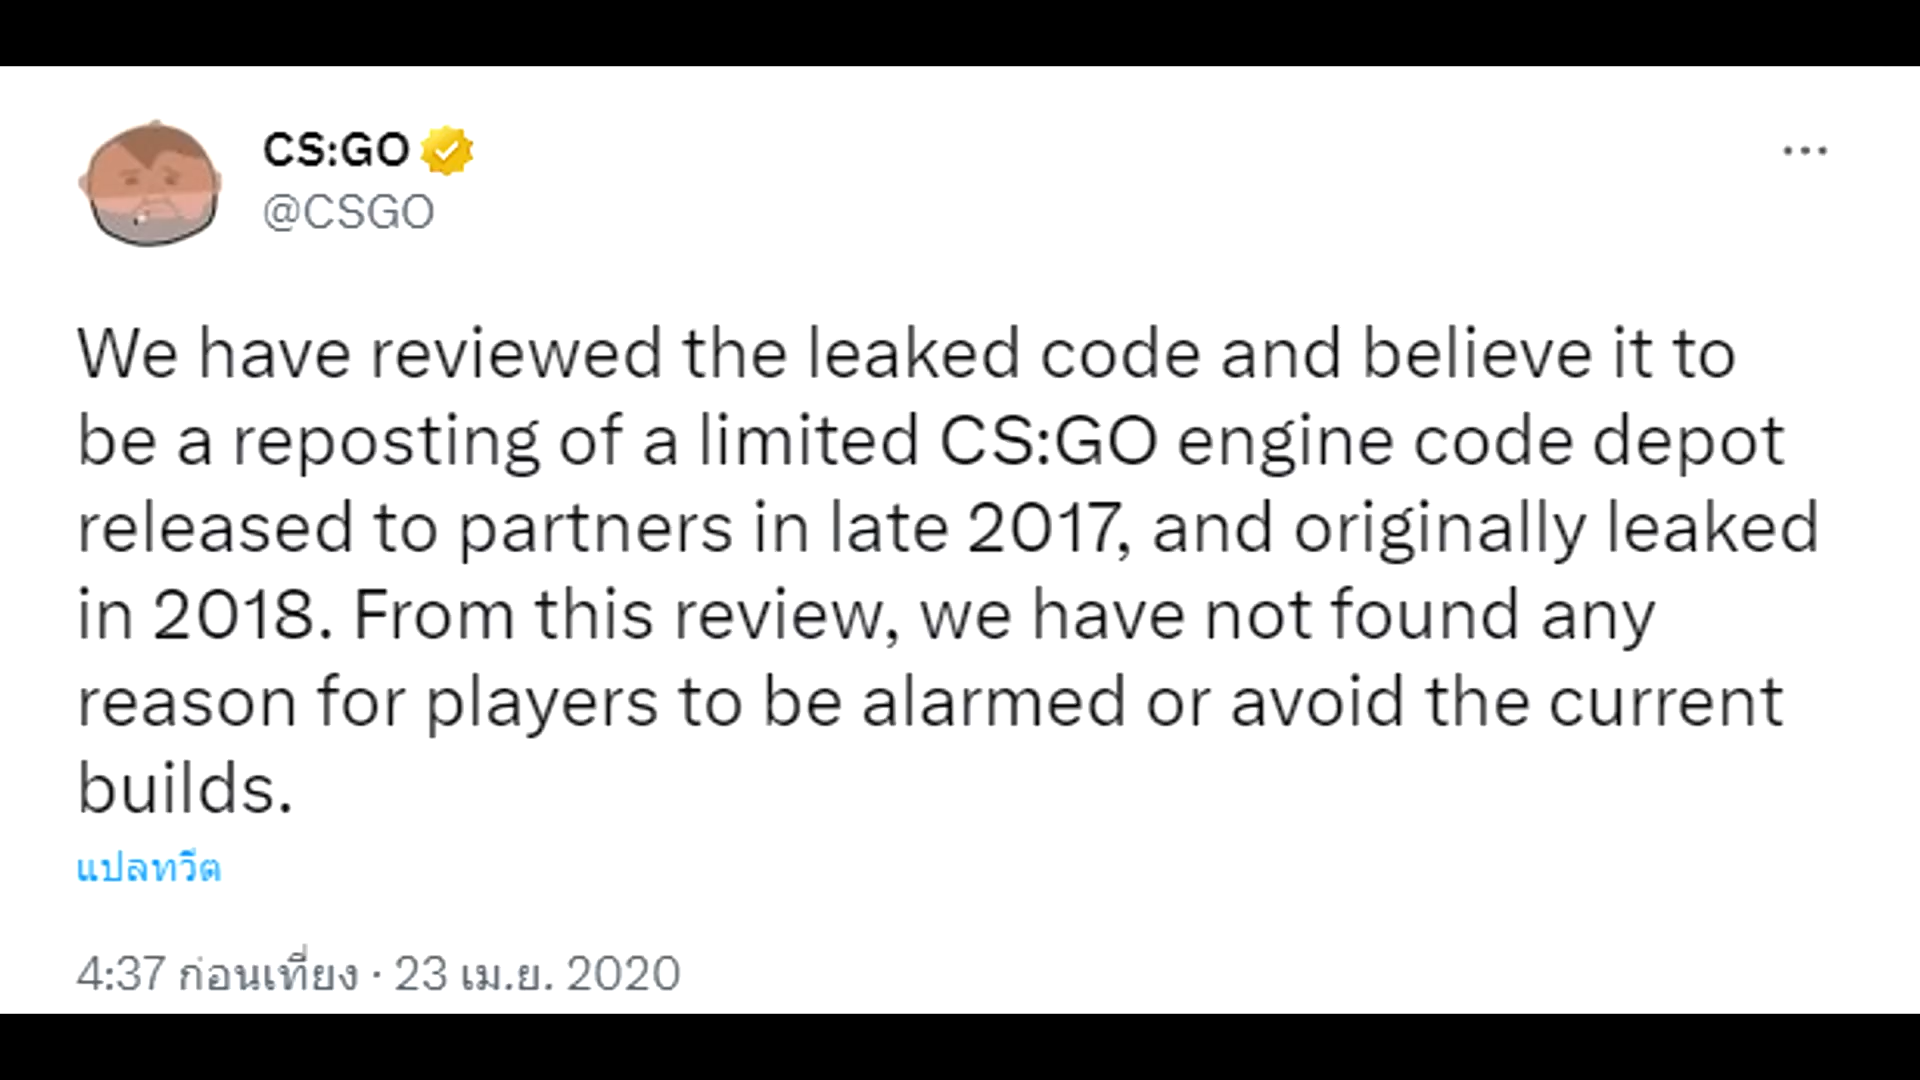 CS:GO
@CSGO
We have reviewed the leaked code and believe it to
be a reposting of a limited CS:GO engine code depot
released to partners in late 2017, and originally leaked
in 2018. From this review, we have not found any
reason for players to be alarmed or avoid the current
builds.
แปลทวีต
4:37 ก่อนเที่ยง · 23 เม.ย. 2020